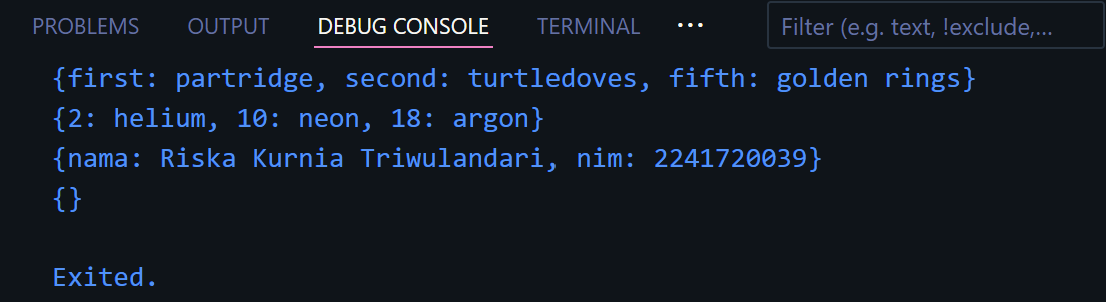 PROBLEMS OUTPUT DEBUG CONSOLE TERMINAL ··· Filter (e.g. text, !exclude,...
{first: partridge, second: turtledoves, fifth: golden rings}
{2: helium, 10: neon, 18: argon}
{nama: Riska Kurnia Triwulandari, nim: 2241720039}
{}
Exited.